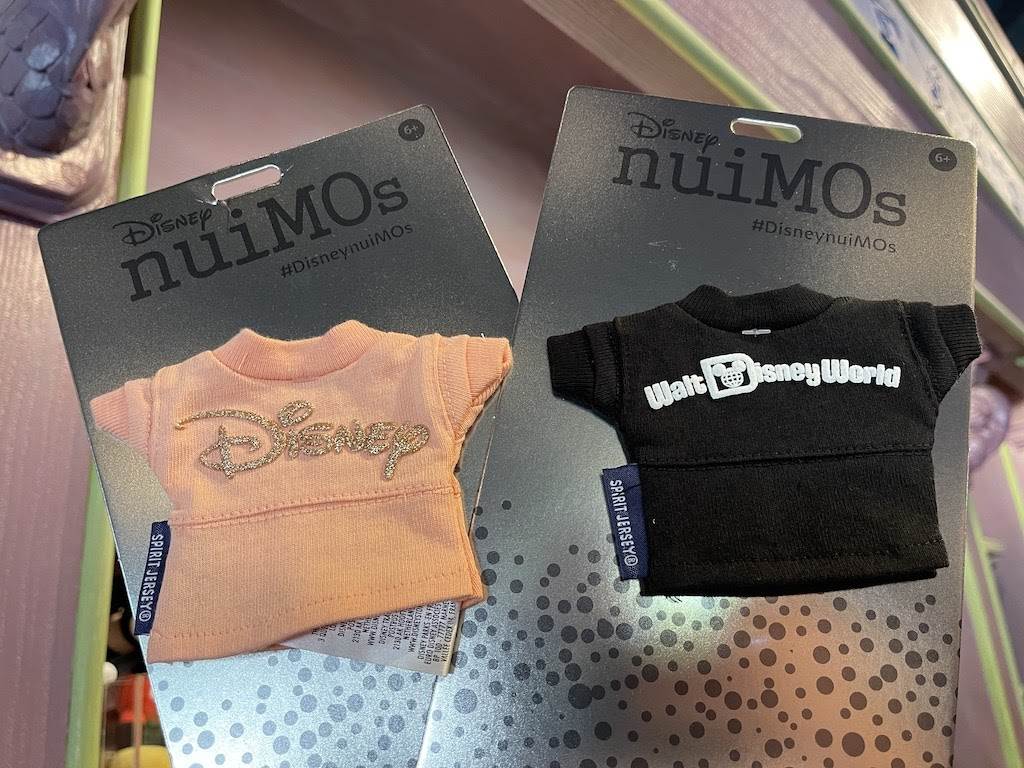 6+
Disney
nuiMOs
#DisneynuiMOs
Disney
SPIRIT JERSEY®
6+
Disney
nuiMOs
#DisneynuiMOs
Walt Disney World
SPIRIT JERSEY®